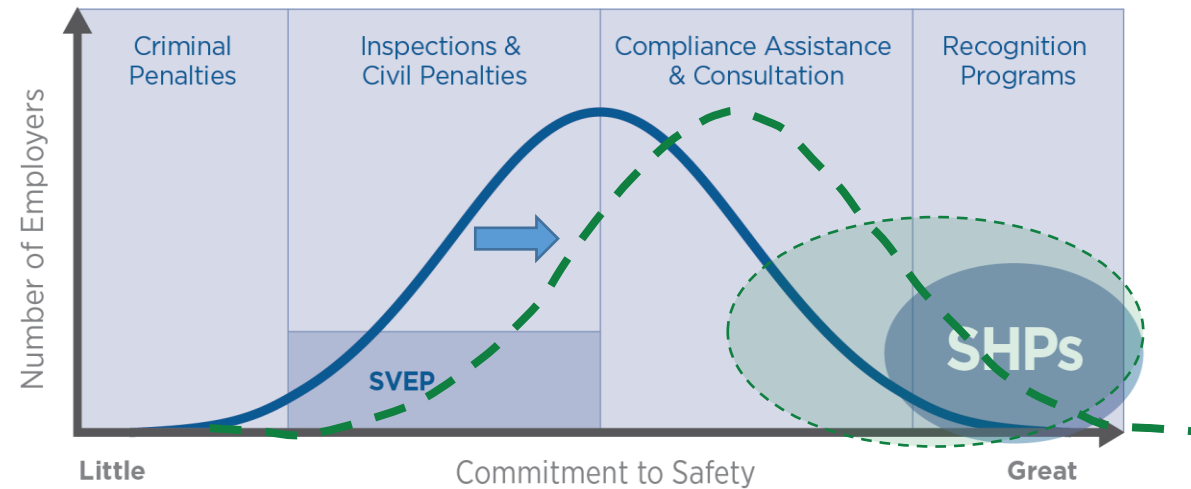 Criminal
Penalties
Inspections &
Civil Penalties
Compliance Assistance
& Consultation
Recognition
Programs
Number of Employers
SVEP
SHPs
Little
Commitment to Safety
Great